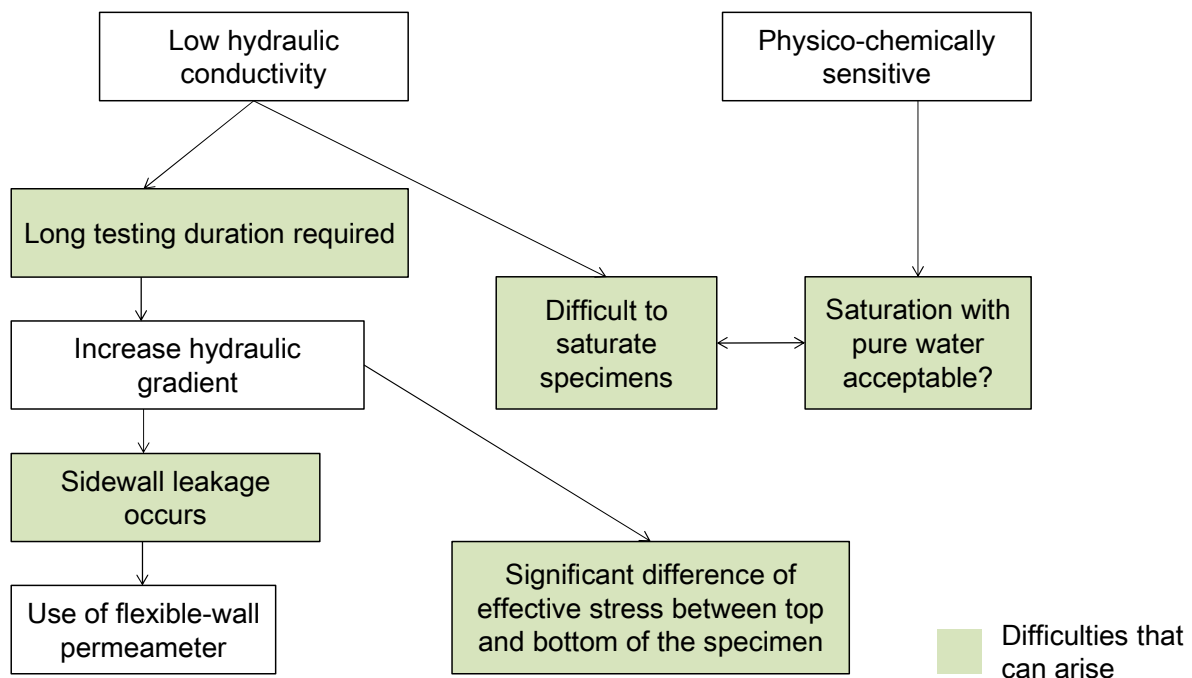 Low hydraulic
conductivity
Physico-chemically
sensitive
Long testing duration required
Difficult to
saturate
specimens
Saturation with
pure water
acceptable?
Increase hydraulic
gradient
Sidewall leakage
occurs
Significant difference of
effective stress between top
and bottom of the specimen
Use of flexible-wall
permeameter
Difficulties that
can arise